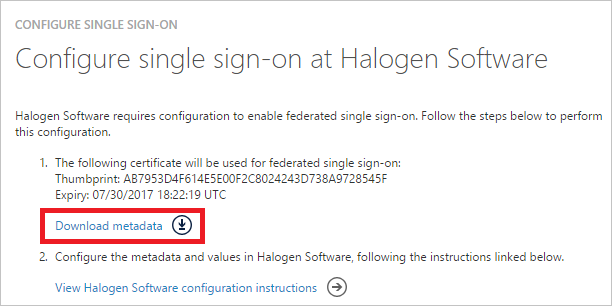 CONFIGURE SINGLE SIGN-ON
Configure single sign-on at Halogen Software
Halogen Software requires configuration to enable federated single sign-on. Follow the steps below to perform
this configuration.
1. The following certificate will be used for federated single sign-on:
Thumbprint: AB7953D4F614E5E00F2C8024243D738A9728545F
Expiry: 07/30/2017 18:22:19 UTC
Download metadata
2. Configure the metadata and values in Halogen Software, following the instructions linked below.
View Halogen Software configuration instructions